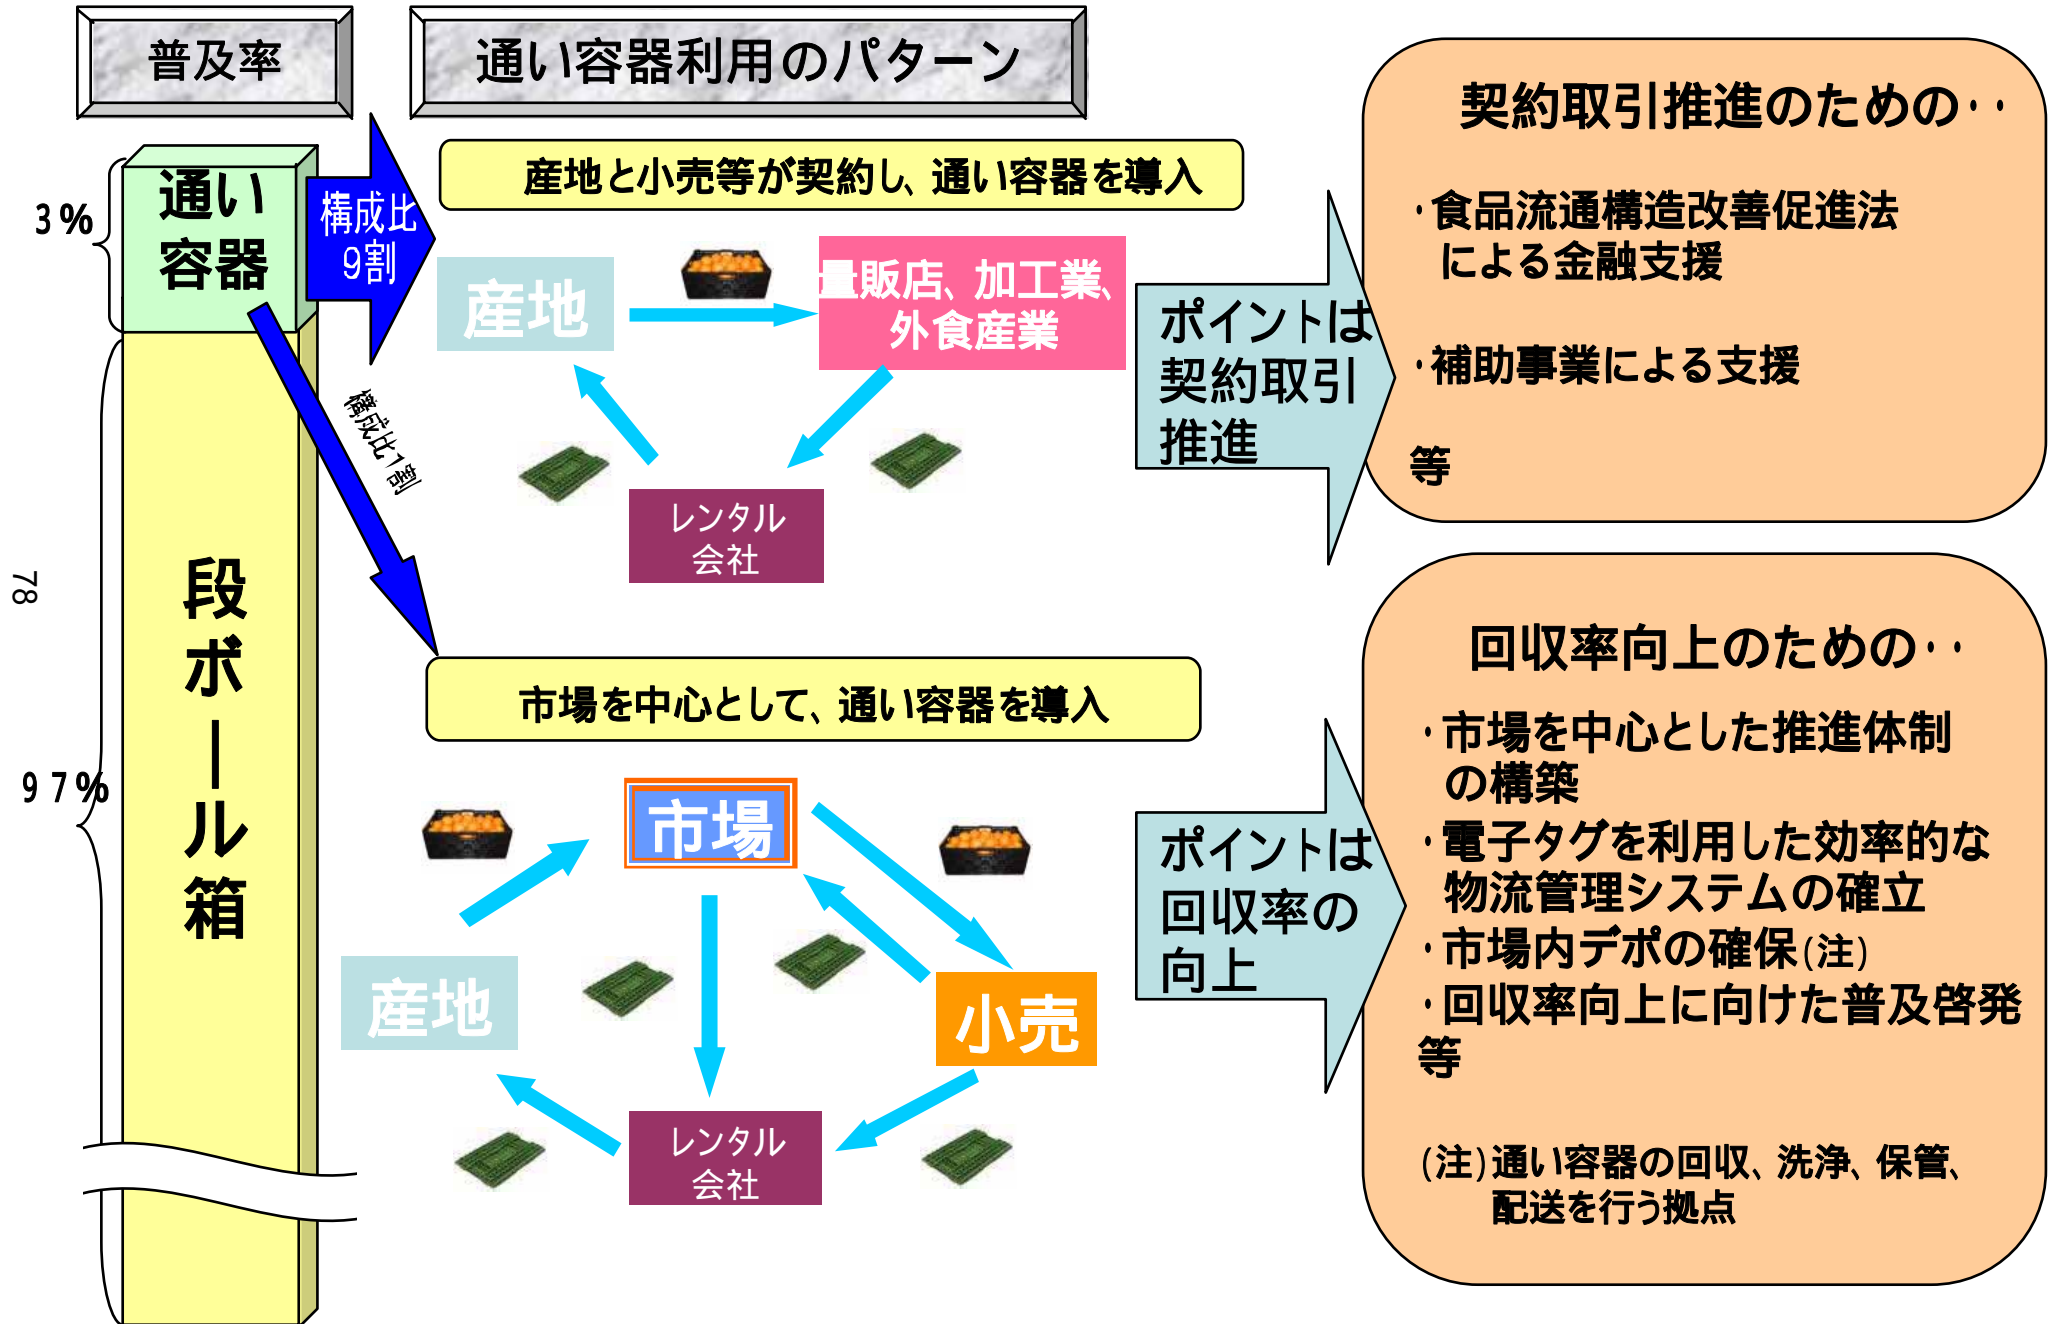 普及率
通い容器利用のパターン
3%
通い
容器
構成比
9割
構成比1割
97%
段ボール箱
78
産地と小売等が契約し、通い容器を導入
産地
量販店、加工業、
外食産業
レンタル
会社
ポイントは
契約取引
推進
契約取引推進のための・・
・食品流通構造改善促進法
による金融支援
・補助事業による支援
等
市場を中心として、通い容器を導入
市場
産地
小売
レンタル
会社
ポイントは
回収率の
向上
回収率向上のための・・
・市場を中心とした推進体制
の構築
・電子タグを利用した効率的な
物流管理システムの確立
・市場内デポの確保(注)
・回収率向上に向けた普及啓発
等
(注)通い容器の回収、洗浄、保管、
配送を行う拠点